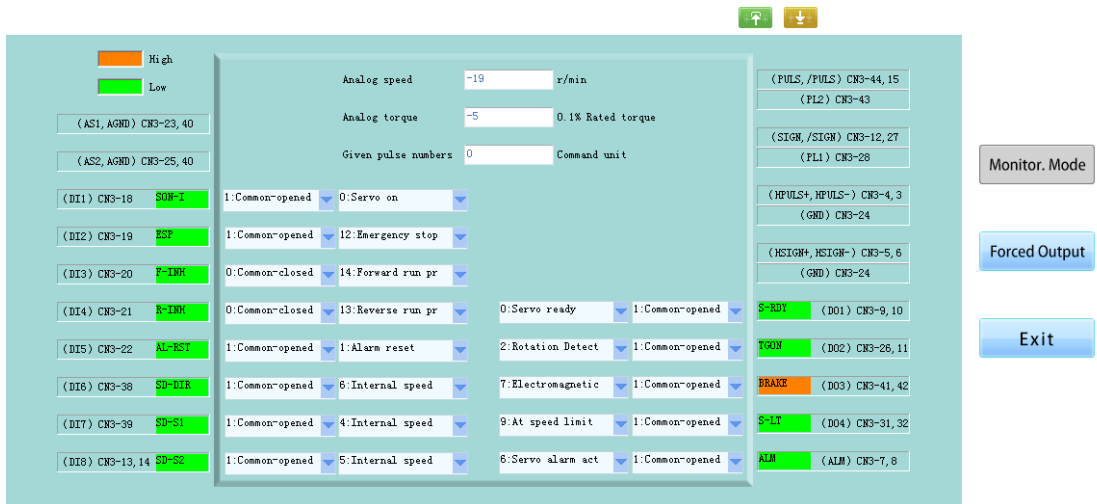 High
Low
Analog speed -19 r/min
(PULS,/PULS) CN3-44,15
(PL2) CN3-43
(AS1,AGND) CN3-23,40
Analog torque -5 0.1% Rated torque
(SIGN,/SIGN) CN3-12,27
(PL1) CN3-28
(AS2,AGND) CN3-25,40
Given pulse numbers 0 Command unit
Monitor. Mode
(DI1) CN3-18 SON-I 1:Common-opened 0:Servo on
(HPULS+,HPULS-) CN3-4,3
(GND) CN3-24
(DI2) CN3-19 ESP 1:Common-opened 12:Emergency stop
(HSIGN+,HSIGN-) CN3-5,6
(GND) CN3-24
Forced Output
(DI3) CN3-20 F-INH 0:Common-closed 14:Forward run pr
(DI4) CN3-21 R-INH 0:Common-closed 13:Reverse run pr 0:Servo ready 1:Common-opened S-RDY (DO1) CN3-9,10
Exit
(DI5) CN3-22 AL-RST 1:Common-opened 1:Alarm reset 2:Rotation Detect 1:Common-opened TGON (DO2) CN3-26,11
(DI6) CN3-38 SD-DIR 1:Common-opened 6:Internal speed 7:Electromagnetic 1:Common-opened BRAKE (DO3) CN3-41,42
(DI7) CN3-39 SD-S1 1:Common-opened 4:Internal speed 9:At speed limit 1:Common-opened S-LT (DO4) CN3-31,32
(DI8) CN3-13,14 SD-S2 1:Common-opened 5:Internal speed 6:Servo alarm act 1:Common-opened ALM (ALM) CN3-7,8